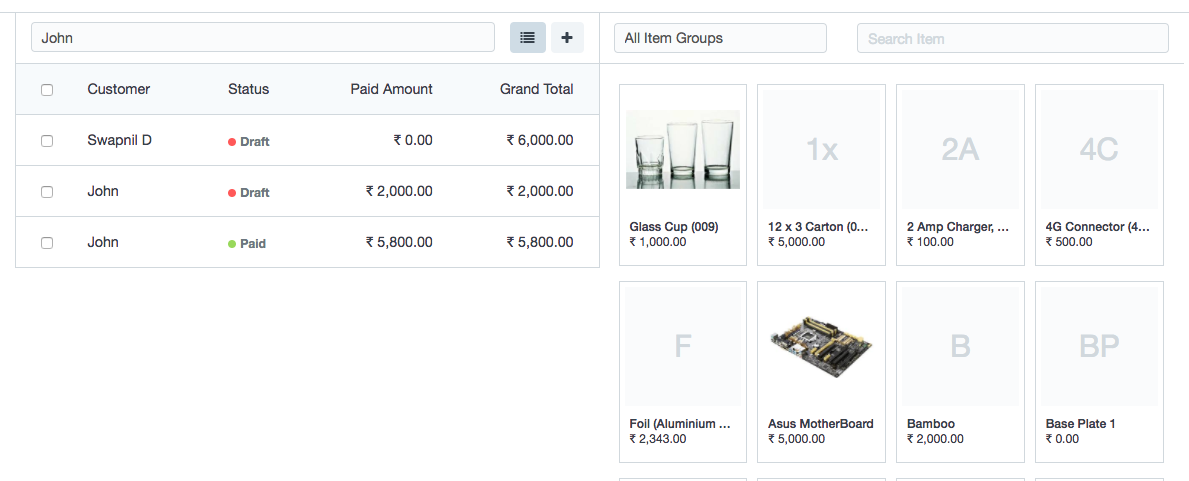 John
All Item Groups
Search Item
Customer Status Paid Amount Grand Total
Swapnil D Draft ₹ 0.00 ₹ 6,000.00
John Draft ₹ 2,000.00 ₹ 2,000.00
John Paid ₹ 5,800.00 ₹ 5,800.00
1x 2A 4C
Glass Cup (009) 12 x 3 Carton (0... 2 Amp Charger, ... 4G Connector (4...
₹ 1,000.00 ₹ 5,000.00 ₹ 100.00 ₹ 500.00
F B BP
Foil (Aluminium ... Asus MotherBoard Bamboo Base Plate 1
₹ 2,343.00 ₹ 5,000.00 ₹ 2,000.00 ₹ 0.00